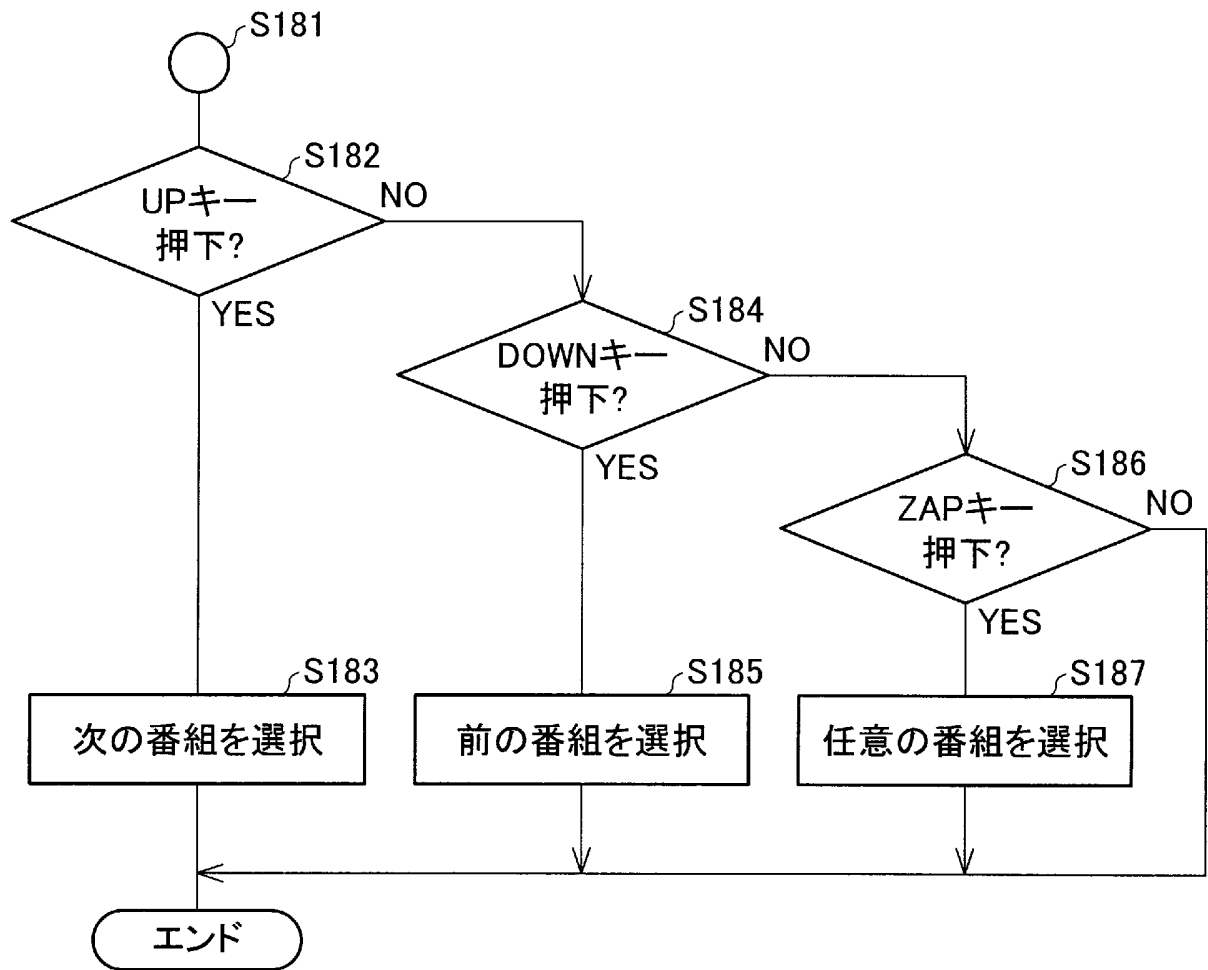 S181
S182
UPキー
押下?
NO
YES
S184
DOWNキー
押下?
NO
YES
S186
ZAPキー
押下?
NO
YES
S183
次の番組を選択
S185
前の番組を選択
S187
任意の番組を選択
エンド